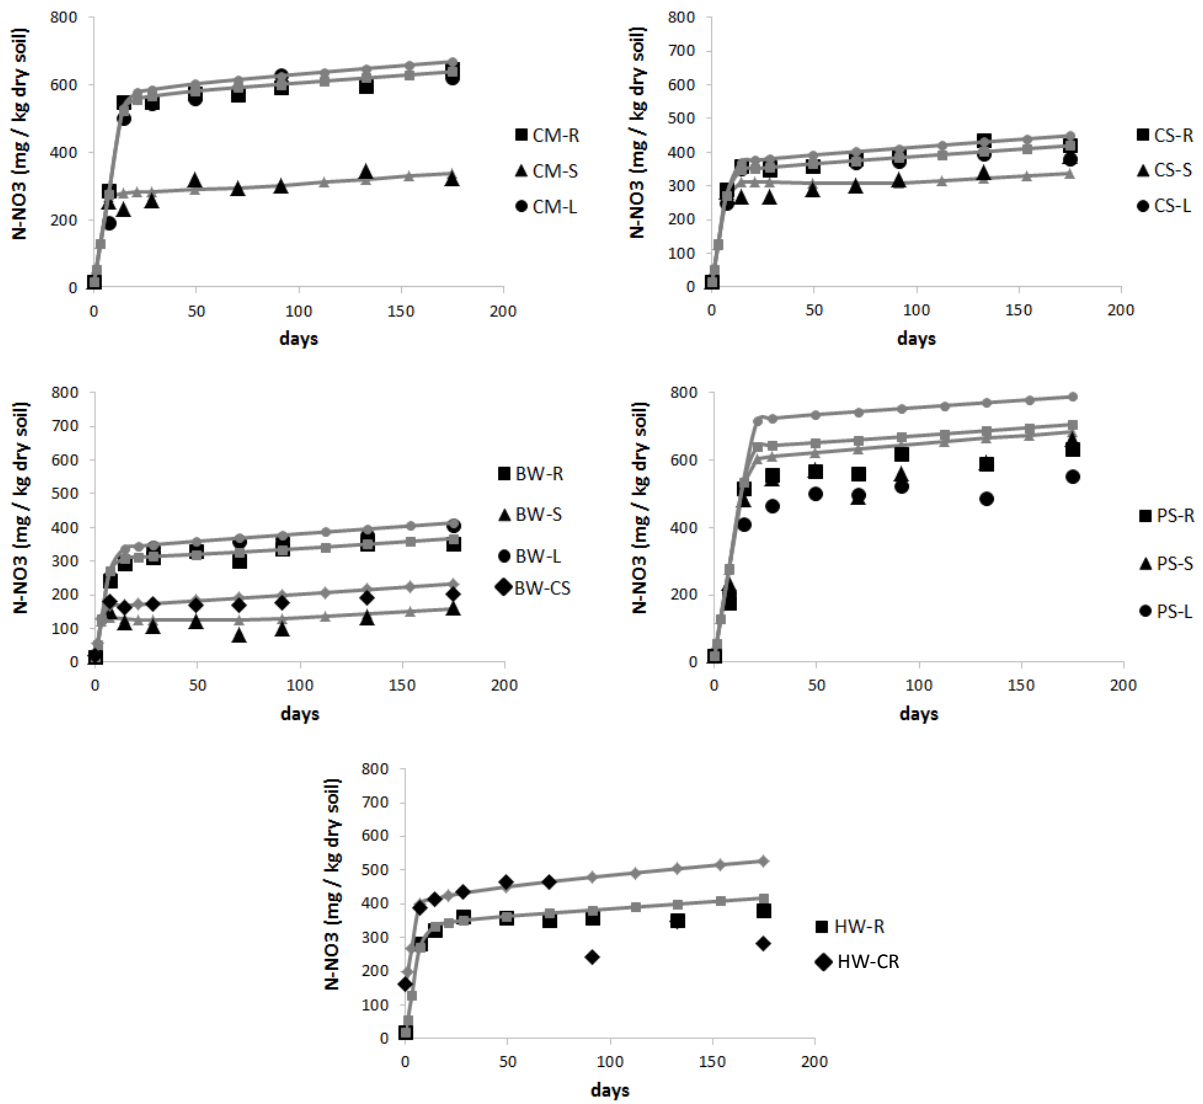 N-NO3 (mg / kg dry soil)
800
600
400
200
0
0 50 100 150 200
days
CM-R
CM-S
CM-L
N-NO3 (mg / kg dry soil)
800
700
600
500
400
300
200
100
0
0 50 100 150 200
days
CS-R
CS-S
CS-L
N-NO3 (mg / kg dry soil)
800
700
600
500
400
300
200
100
0
0 50 100 150 200
days
BW-R
BW-S
BW-L
BW-CS
N-NO3 (mg / kg dry soil)
800
600
400
200
0
0 50 100 150 200
days
PS-R
PS-S
PS-L
N-NO3 (mg / kg dry soil)
800
700
600
500
400
300
200
100
0
0 50 100 150 200
days
HW-R
HW-CR